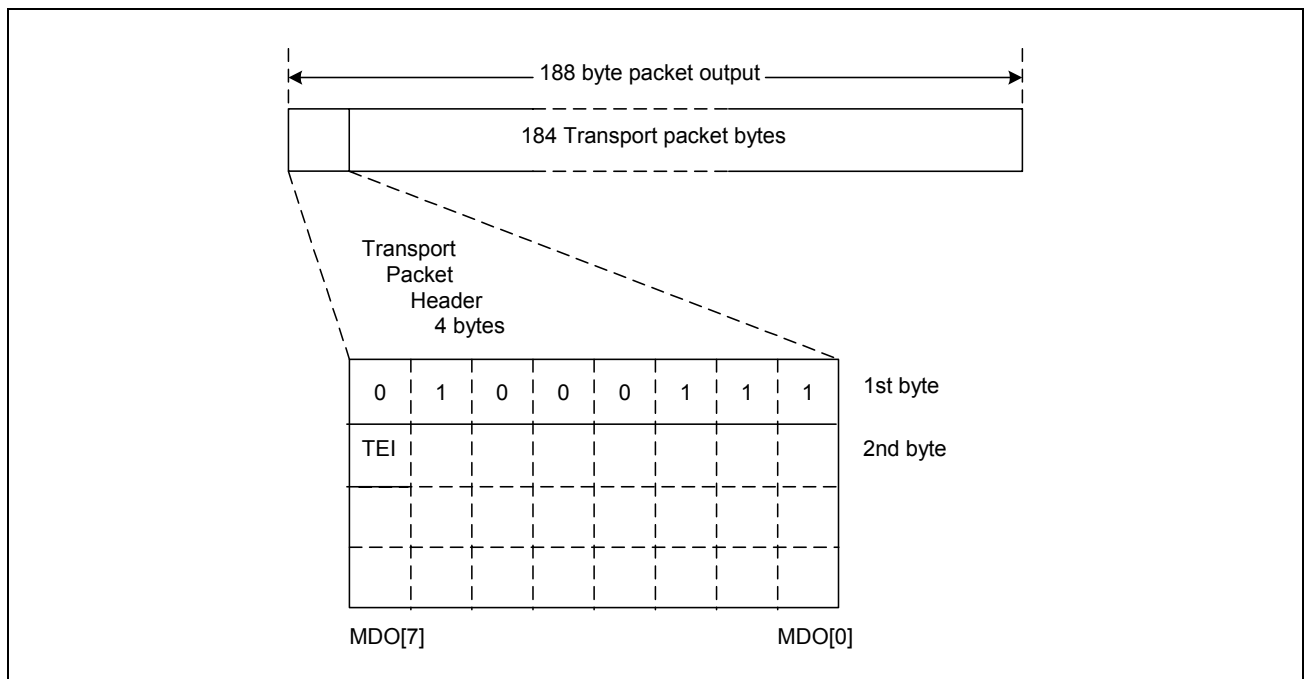 188 byte packet output
184 Transport packet bytes
Transport
Packet
Header
4 bytes
0 1 0 0 0 1 1 1 1st byte
TEI 2nd byte
MDO[7] MDO[0]